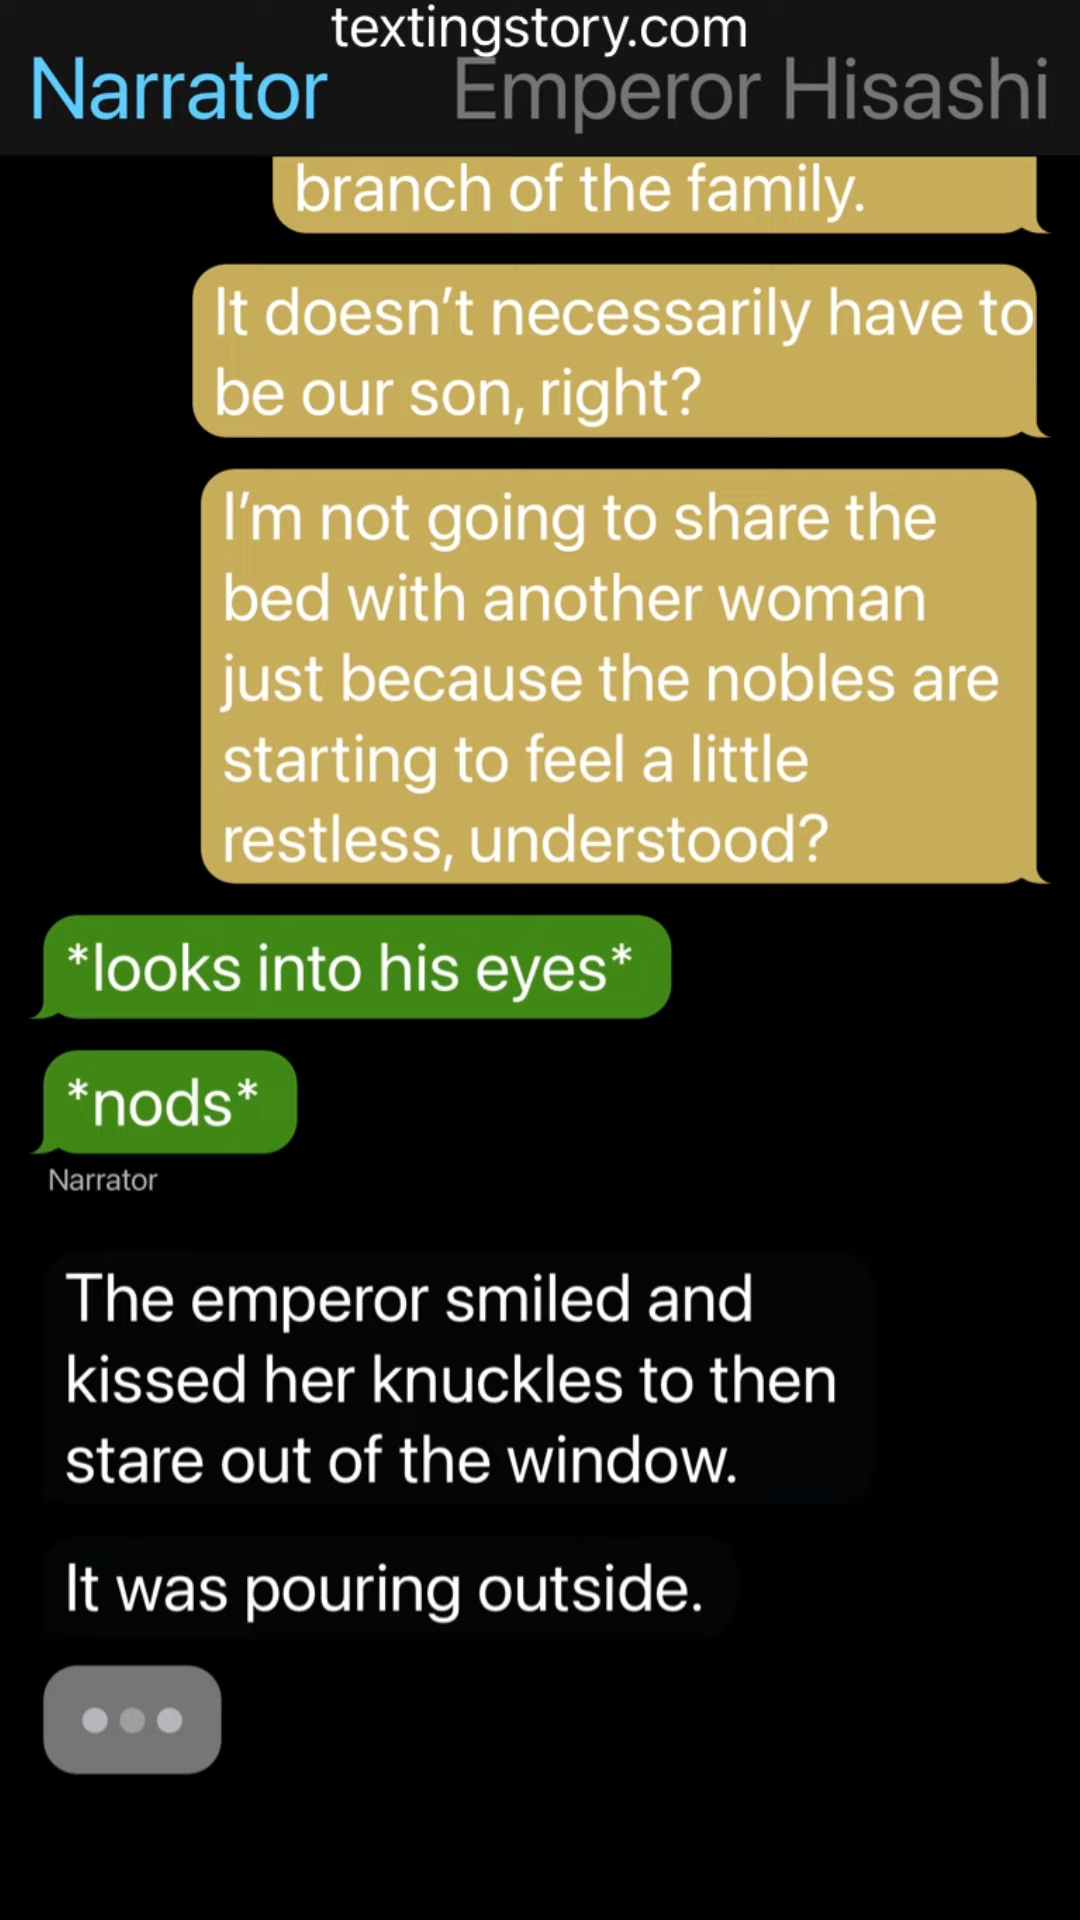 textingstory.com
Narrator Emperor Hisashi
branch of the family.
It doesn’t necessarily have to
be our son, right?
I’m not going to share the
bed with another woman
just because the nobles are
starting to feel a little
restless, understood?
*looks into his eyes*
*nods*
Narrator
The emperor smiled and
kissed her knuckles to then
stare out of the window.
It was pouring outside.